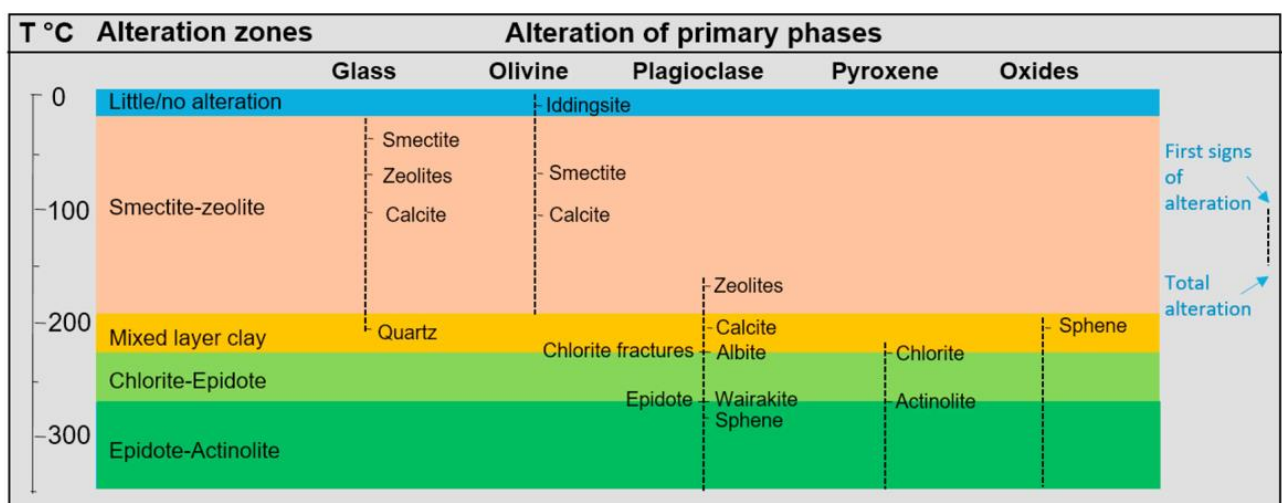 T °C Alteration zones Alteration of primary phases
Glass Olivine Plagioclase Pyroxene Oxides
0 Little/no alteration Iddingsite
Smectite
Zeolites Smectite
100 Smectite-zeolite Calcite Calcite
First signs
of
alteration
Zeolites
Total
alteration
200 Mixed layer clay Quartz Calcite Sphene
Chlorite fractures Albite Chlorite
Chlorite-Epidote
Epidote Wairakite Actinolite
Sphene
300 Epidote-Actinolite